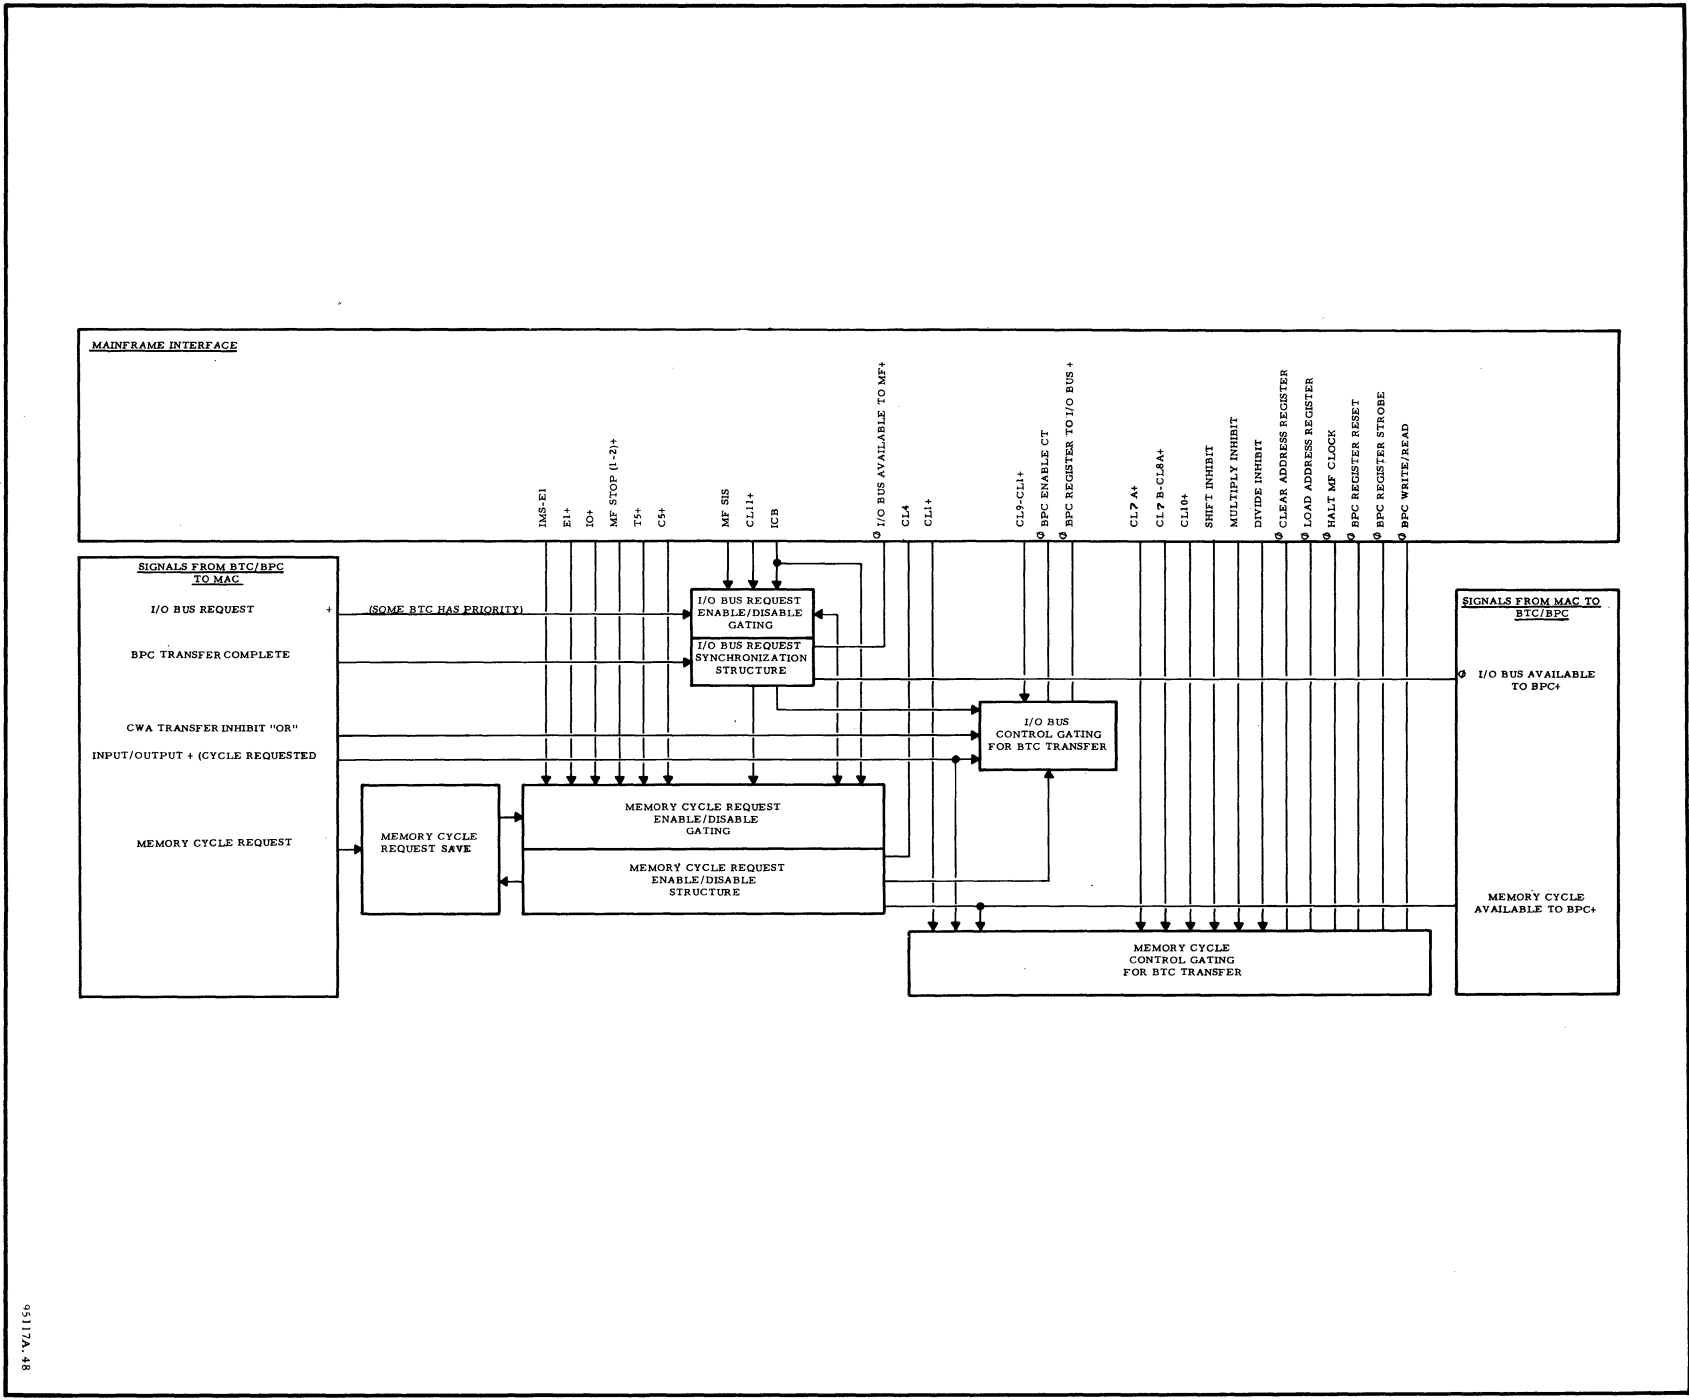 MAINFRAME INTERFACE
IMS-E1
E1+
IO+
MF STOP (1-2)+
T5+
C5+
MF SIS
CL11+
ICB
I/O BUS AVAILABLE TO MF+
CL4
CL1+
CL9-CL1+
BPC ENABLE CT
BPC REGISTER TO I/O BUS +
CL7A+
CL7B-CL8A+
CL10+
SHIFT INHIBIT
MULTIPLY INHIBIT
DIVIDE INHIBIT
CLEAR ADDRESS REGISTER
LOAD ADDRESS REGISTER
HALT MF CLOCK
BPC REGISTER RESET
BPC REGISTER STROBE
BPC WRITE/READ
SIGNALS FROM BTC/BPC
TO MAC
I/O BUS REQUEST +
(SOME BTC HAS PRIORITY)
BPC TRANSFER COMPLETE
CWA TRANSFER INHIBIT "OR"
INPUT/OUTPUT + (CYCLE REQUESTED
MEMORY CYCLE REQUEST
I/O BUS REQUEST
ENABLE/DISABLE
GATING
I/O BUS REQUEST
SYNCHRONIZATION
STRUCTURE
I/O BUS
CONTROL GATING
FOR BTC TRANSFER
MEMORY CYCLE
REQUEST SAVE
MEMORY CYCLE REQUEST
ENABLE/DISABLE
GATING
MEMORY CYCLE REQUEST
ENABLE/DISABLE
STRUCTURE
MEMORY CYCLE
CONTROL GATING
FOR BTC TRANSFER
SIGNALS FROM MAC TO
BTC/BPC
I/O BUS AVAILABLE
TO BPC+
MEMORY CYCLE
AVAILABLE TO BPC+
95117A.48